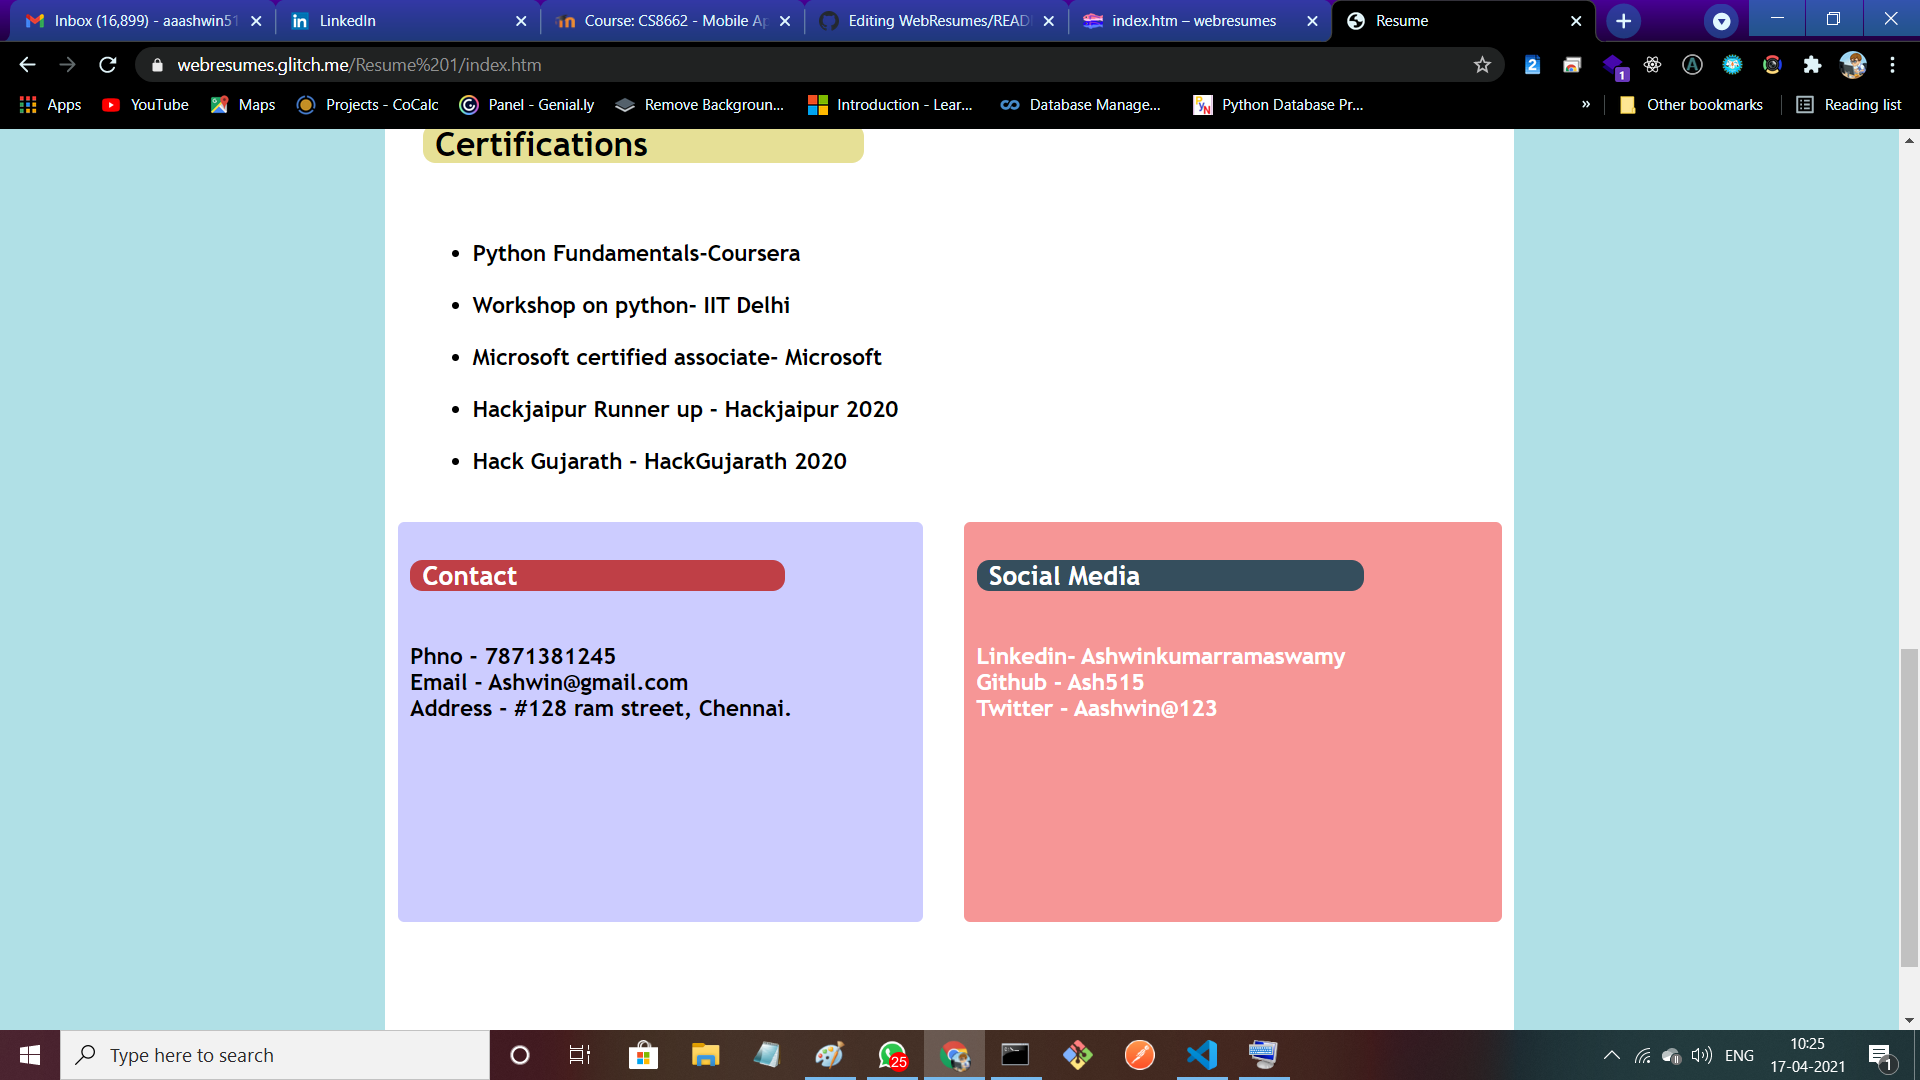 Inbox (16,899) - aaashwin51
LinkedIn
Course: CS8662 - Mobile Ap
Editing WebResumes/READ
index.htm – webresumes
Resume
webresumes.glitch.me/Resume%201/index.htm
2
1
Apps
YouTube
Maps
Projects - CoCalc
Panel - Genial.ly
Remove Backgroun...
Introduction - Lear...
Database Manage...
Python Database Pr...
»
Other bookmarks
Reading list
Certifications
• Python Fundamentals-Coursera
• Workshop on python- IIT Delhi
• Microsoft certified associate- Microsoft
• Hackjaipur Runner up - Hackjaipur 2020
• Hack Gujarath - HackGujarath 2020
Contact
Phno - 7871381245
Email - Ashwin@gmail.com
Address - #128 ram street, Chennai.
Social Media
Linkedin- Ashwinkumarramaswamy
Github - Ash515
Twitter - Aashwin@123
Type here to search
25
ENG
10:25
17-04-2021
1